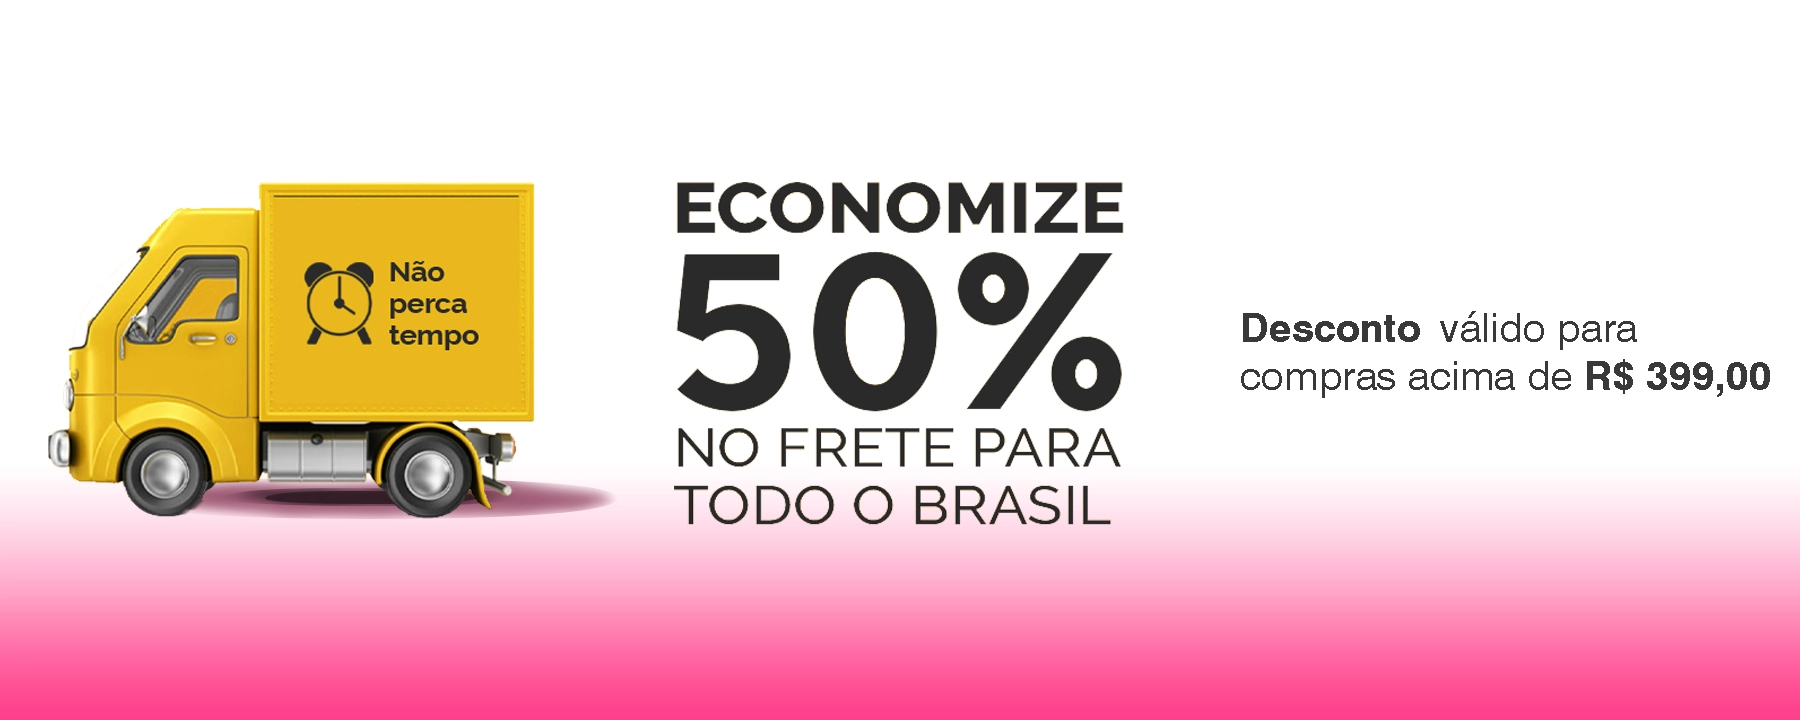 Não
perca
tempo
ECONOMIZE
50%
NO FRETE PARA
TODO O BRASIL
Desconto válido para
compras acima de R$ 399,00